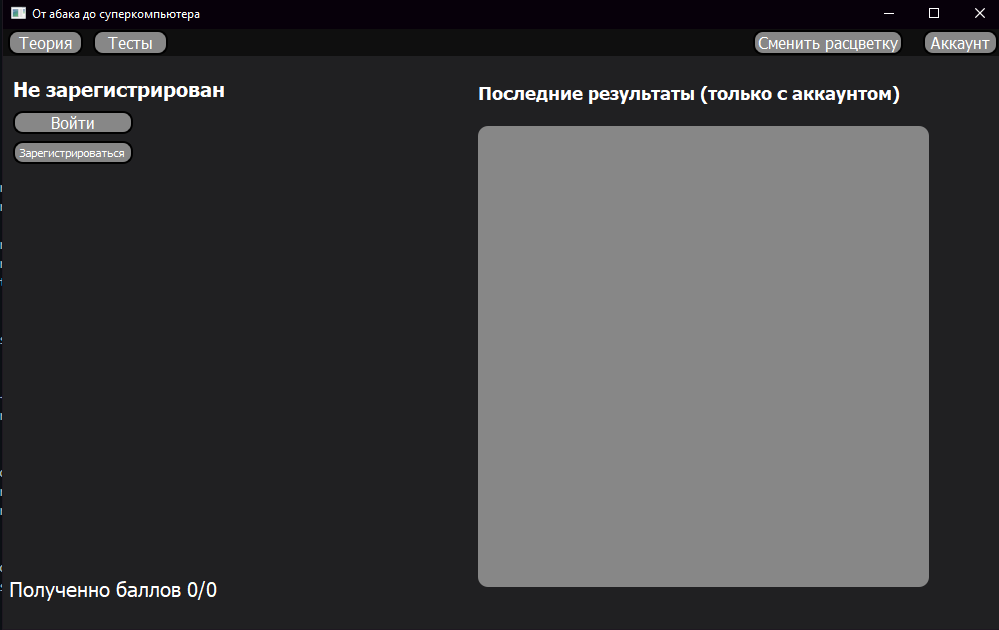 От абака до суперкомпьютера
Теория Тесты Сменить расцветку Аккаунт
Не зарегистрирован
Войти
Зарегистрироваться
Последние результаты (только с аккаунтом)
Полученно баллов 0/0